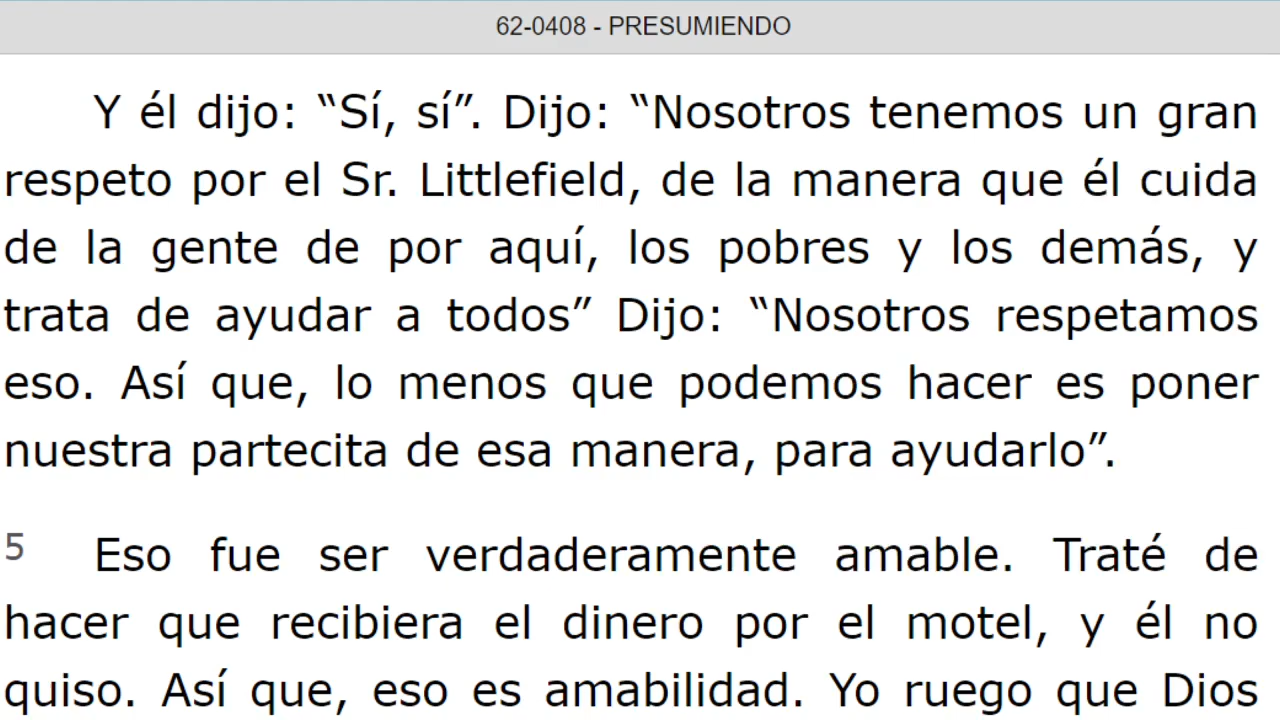 62-0408 - PRESUMIENDO
Y él dijo: “Sí, sí”. Dijo: “Nosotros tenemos un gran
respeto por el Sr. Littlefield, de la manera que él cuida
de la gente de por aquí, los pobres y los demás, y
trata de ayudar a todos” Dijo: “Nosotros respetamos
eso. Así que, lo menos que podemos hacer es poner
nuestra partecita de esa manera, para ayudarlo”.
5 Eso fue ser verdaderamente amable. Traté de
hacer que recibiera el dinero por el motel, y él no
quiso. Así que, eso es amabilidad. Yo ruego que Dios